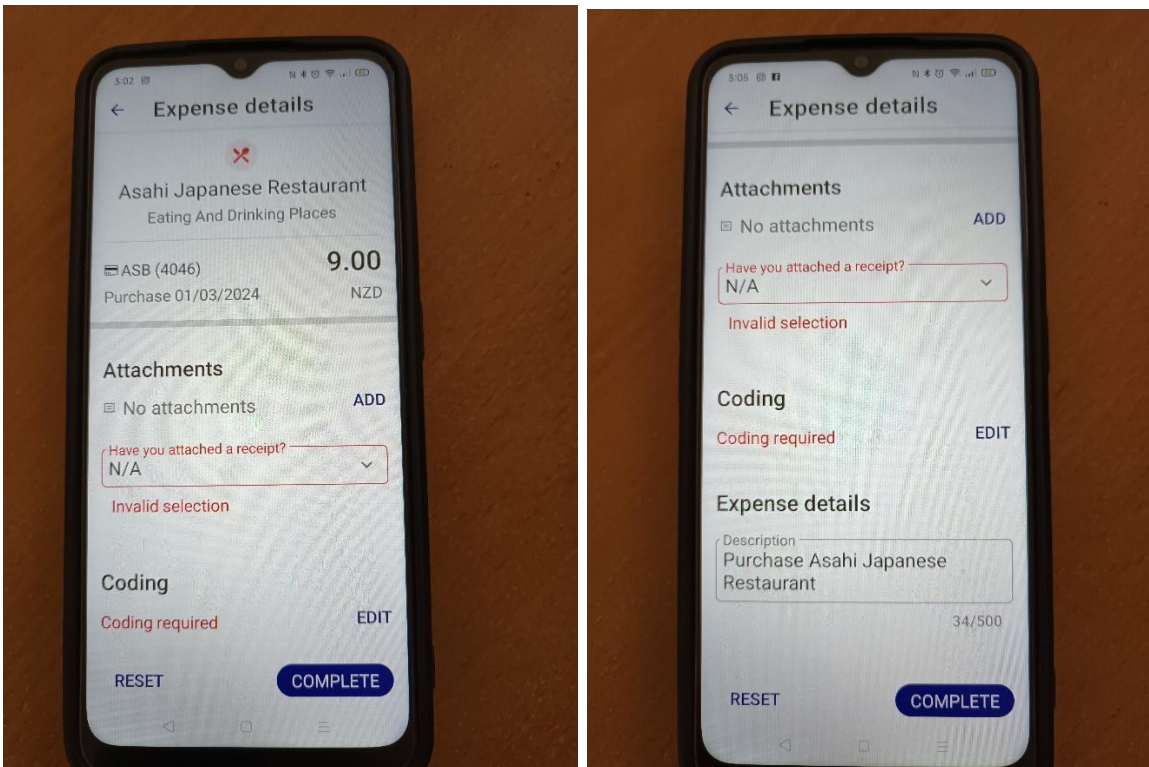 3:02
Expense details
Asahi Japanese Restaurant
Eating And Drinking Places
ASB (4046)
9.00
Purchase 01/03/2024
NZD
Attachments
No attachments
ADD
Have you attached a receipt?
N/A
Invalid selection
Coding
Coding required
EDIT
RESET
COMPLETE
3:05
Expense details
Attachments
No attachments
ADD
Have you attached a receipt?
N/A
Invalid selection
Coding
Coding required
EDIT
Expense details
Description
Purchase Asahi Japanese
Restaurant
34/500
RESET
COMPLETE